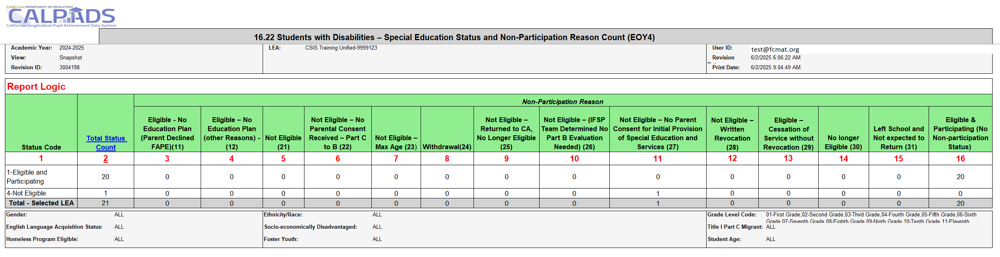 California DEPARTMENT OF EDUCATION
CALPADS
California Longitudinal Pupil Achievement Data System
16.22 Students with Disabilities – Special Education Status and Non-Participation Reason Count (EOY4)
Academic Year: 2024-2025 LEA: CSIS Training Unified-9999123 User ID: test@fcmat.org
View: Snapshot Revision 6/2/2025 6:06:22 AM
Revision ID: 3004198 Print Date: 6/2/2025 9:04:49 AM
Report Logic
Non-Participation Reason
Status Code
Total Status
Count
Eligible - No
Education Plan
(Parent Declined
FAPE)(11)
Eligible – No
Education Plan
(other Reasons) -
(12)
Not Eligible
(21)
Not Eligible – No
Parental Consent
Received – Part C
to B (22)
Not Eligible –
Max Age (23)
Withdrawal(24)
Not Eligible –
Returned to CA,
No Longer Eligible
(25)
Not Eligible – (IFSP
Team Determined No
Part B Evaluation
Needed) (26)
Not Eligible – No Parent
Consent for Initial Provision
of Special Education and
Services (27)
Not Eligible –
Written
Revocation
(28)
Eligible –
Cessation of
Service without
Revocation (29)
No longer
Eligible (30)
Left School and
Not expected to
Return (31)
Eligible &
Participating (No
Non-participation
Status)
1 2 3 4 5 6 7 8 9 10 11 12 13 14 15 16
1-Eligible and
Participating
20 0 0 0 0 0 0 0 0 0 0 0 0 0 20
4-Not Eligible 1 0 0 0 0 0 0 0 0 1 0 0 0 0 0
Total - Selected LEA 21 0 0 0 0 0 0 0 0 1 0 0 0 0 20
Gender: ALL Ethnicity/Race: ALL Grade Level Code: 01-First Grade,02-Second Grade,03-Third Grade,04-Fourth Grade,05-Fifth Grade,06-Sixth
Grade,07-Seventh Grade,08-Eighth Grade,09-Ninth Grade,10-Tenth Grade,11-Eleventh
English Language Acquisition Status: ALL Socio-economically Disadvantaged: ALL Title I Part C Migrant: ALL
Homeless Program Eligible: ALL Foster Youth: ALL Student Age: ALL